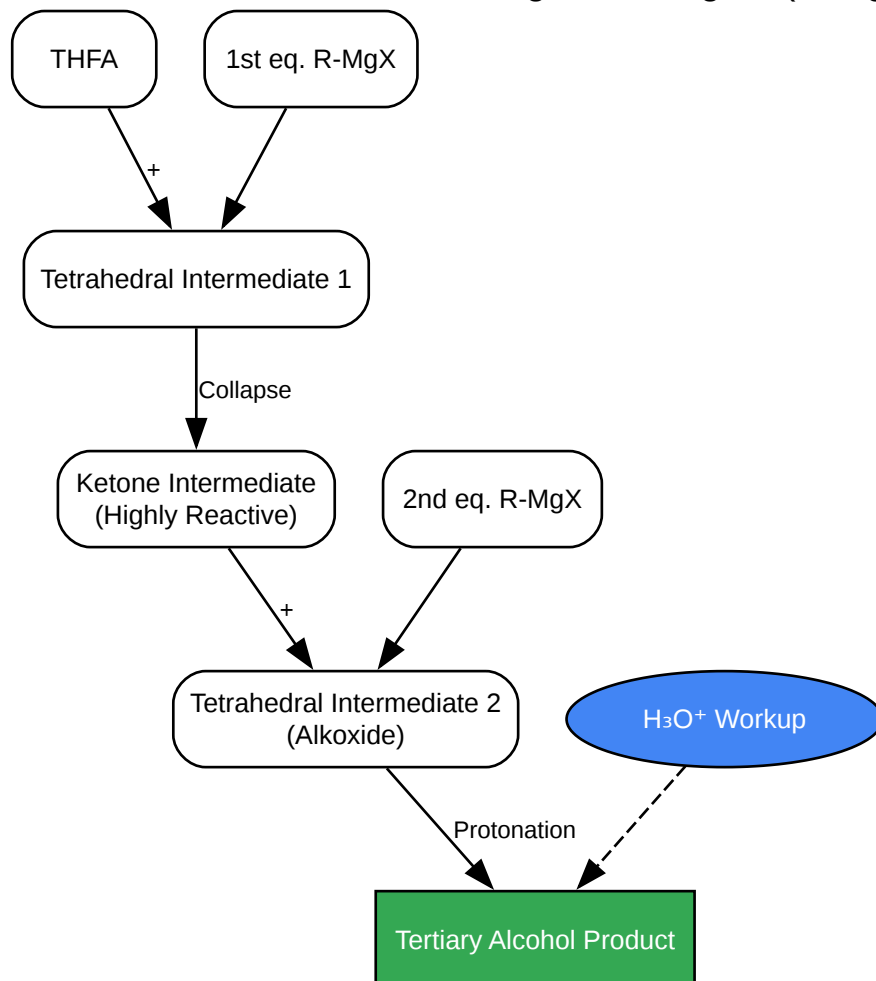 THFA
1st eq. R-MgX
+
Tetrahedral Intermediate 1
Collapse
Ketone Intermediate
(Highly Reactive)
2nd eq. R-MgX
+
Tetrahedral Intermediate 2
(Alkoxide)
H₃O⁺ Workup
Protonation
Tertiary Alcohol Product